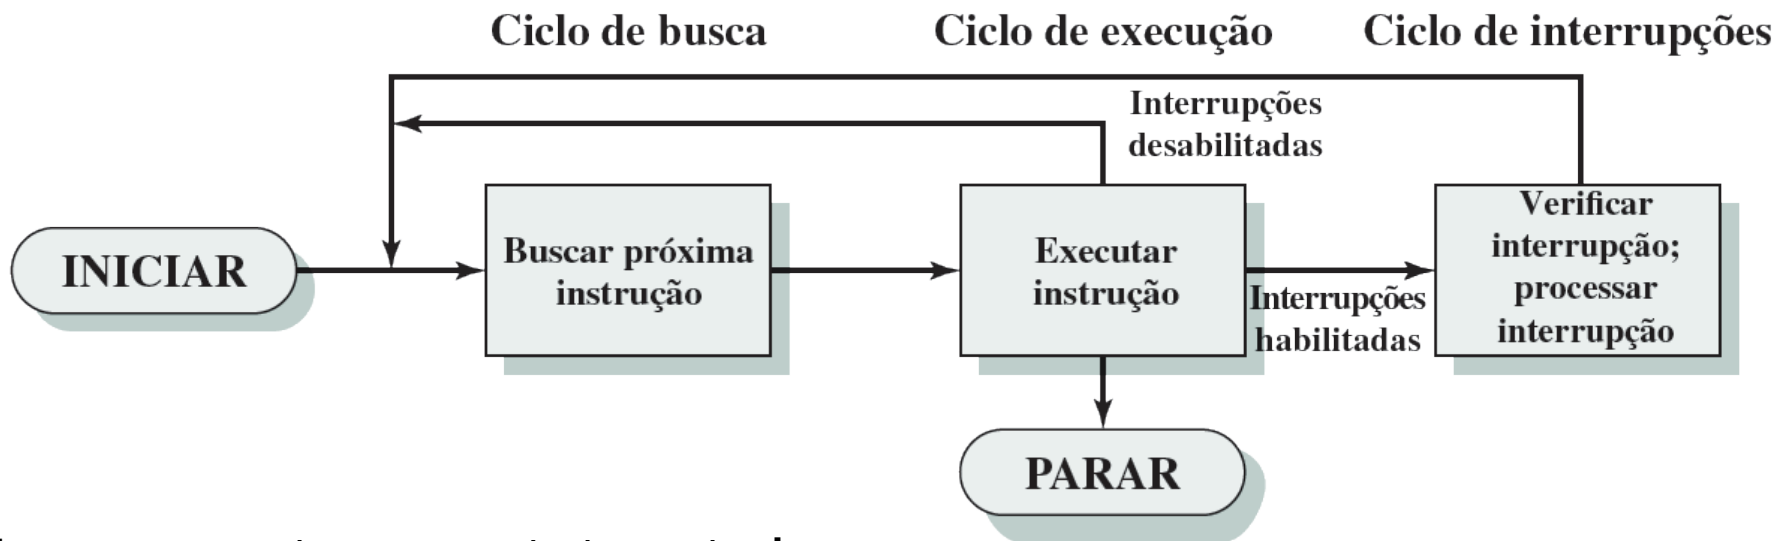 Ciclo de busca
Ciclo de execução
Ciclo de interrupções
Interrupções
desabilitadas
INICIAR
Buscar próxima
instrução
Executar
instrução
Interrupções
habilitadas
Verificar
interrupção;
processar
interrupção
PARAR